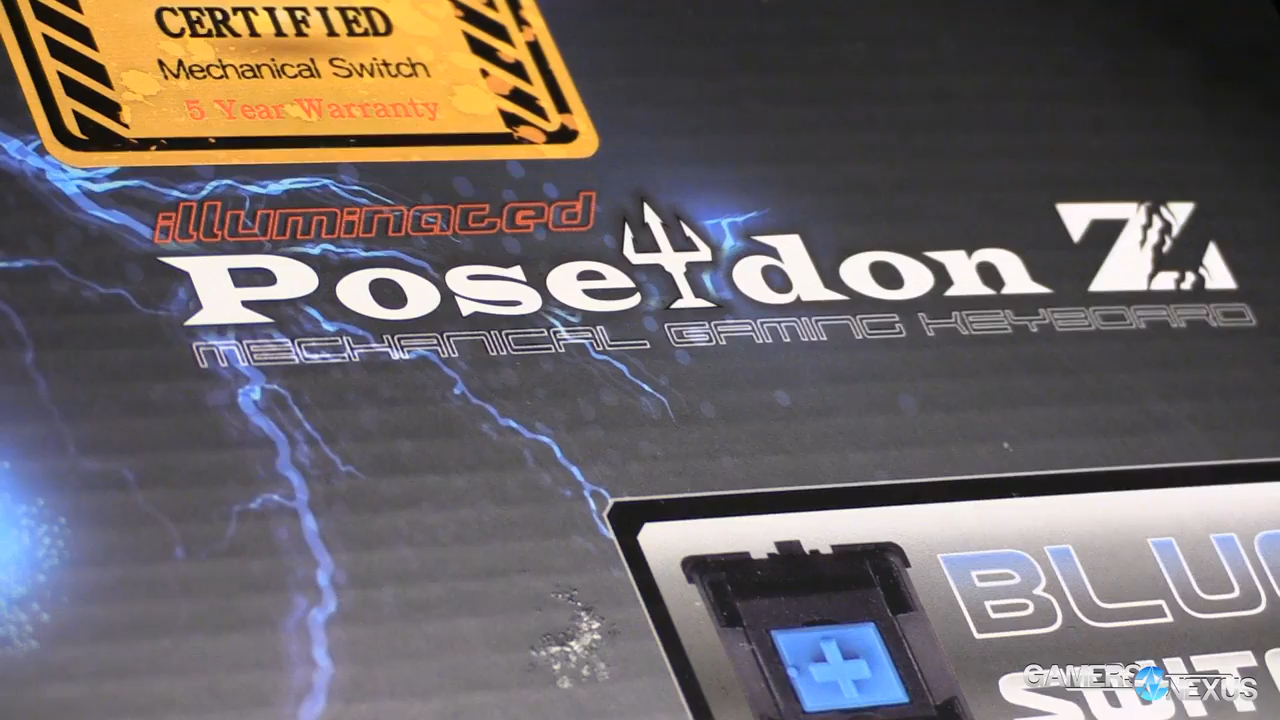 CERTIFIED
Mechanical Switch
5 Year Warranty
illuminated
Poseidon Z
MECHANICAL GAMING KEYBOARD
GAMERS NEXUS